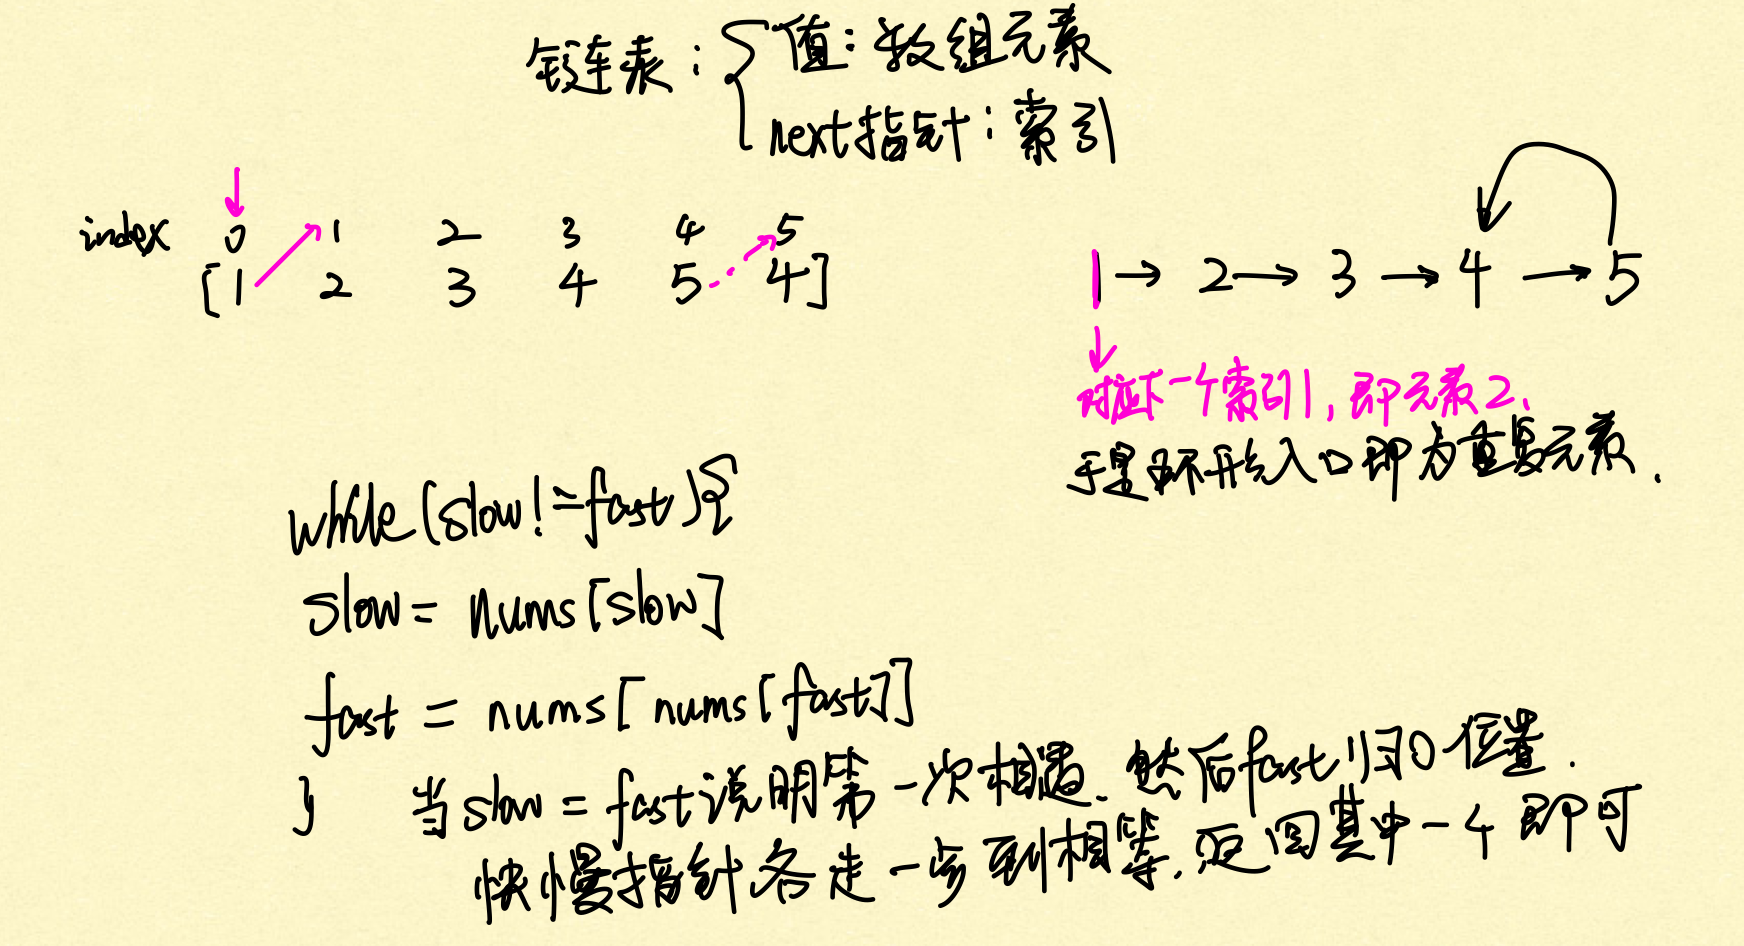 链表：{ 值：数组元素
next指针：索引
index 0 1 2 3 4 5
[1 2 3 4 5 4]
1 → 2 → 3 → 4 → 5
对应下一个索引1, 即元素2.
于是环形入口即为重复元素.
while(slow!=fast){
slow= nums[slow]
fast = nums[nums[fast]]
} 当slow = fast说明第一次相遇. 然后fast归0位置.
快慢指针各走一步到相等. 返回其中一个即可